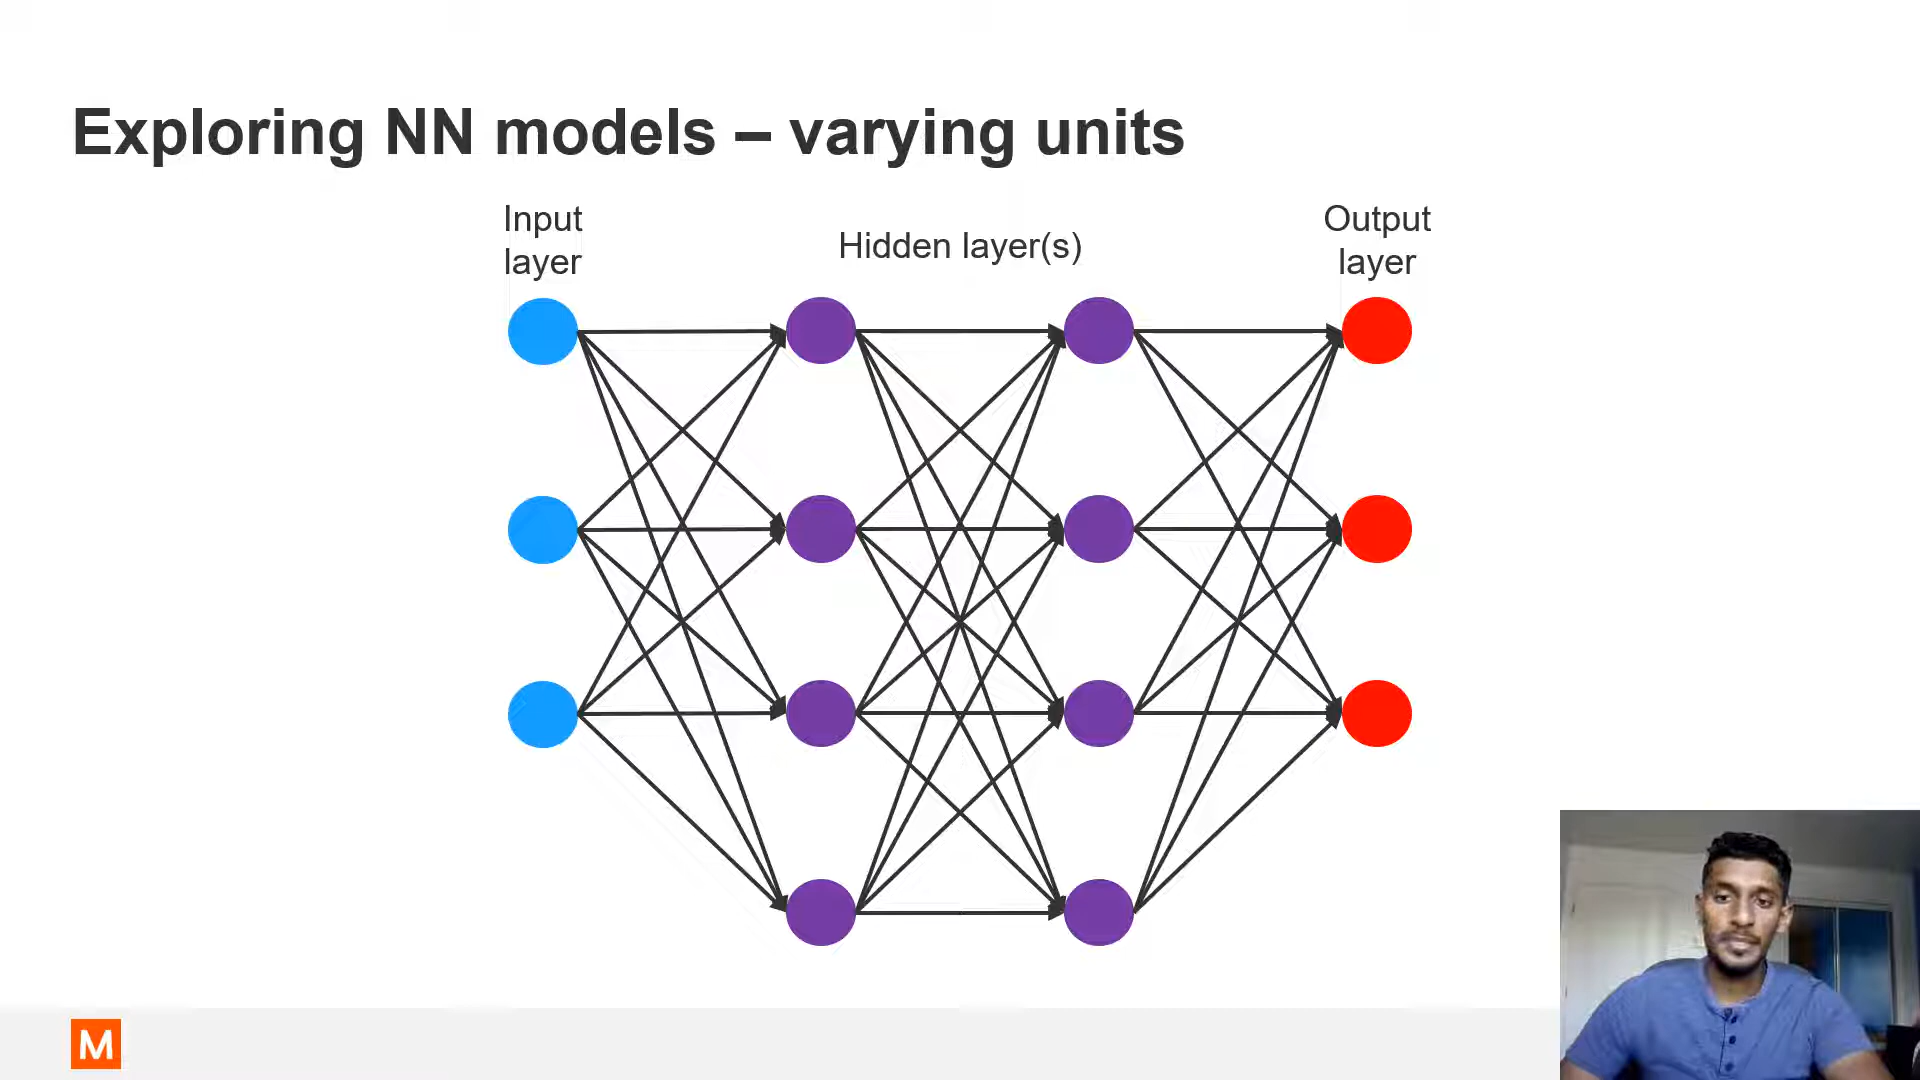 Exploring NN models – varying units
Input
layer
Hidden layer(s)
Output
layer
M